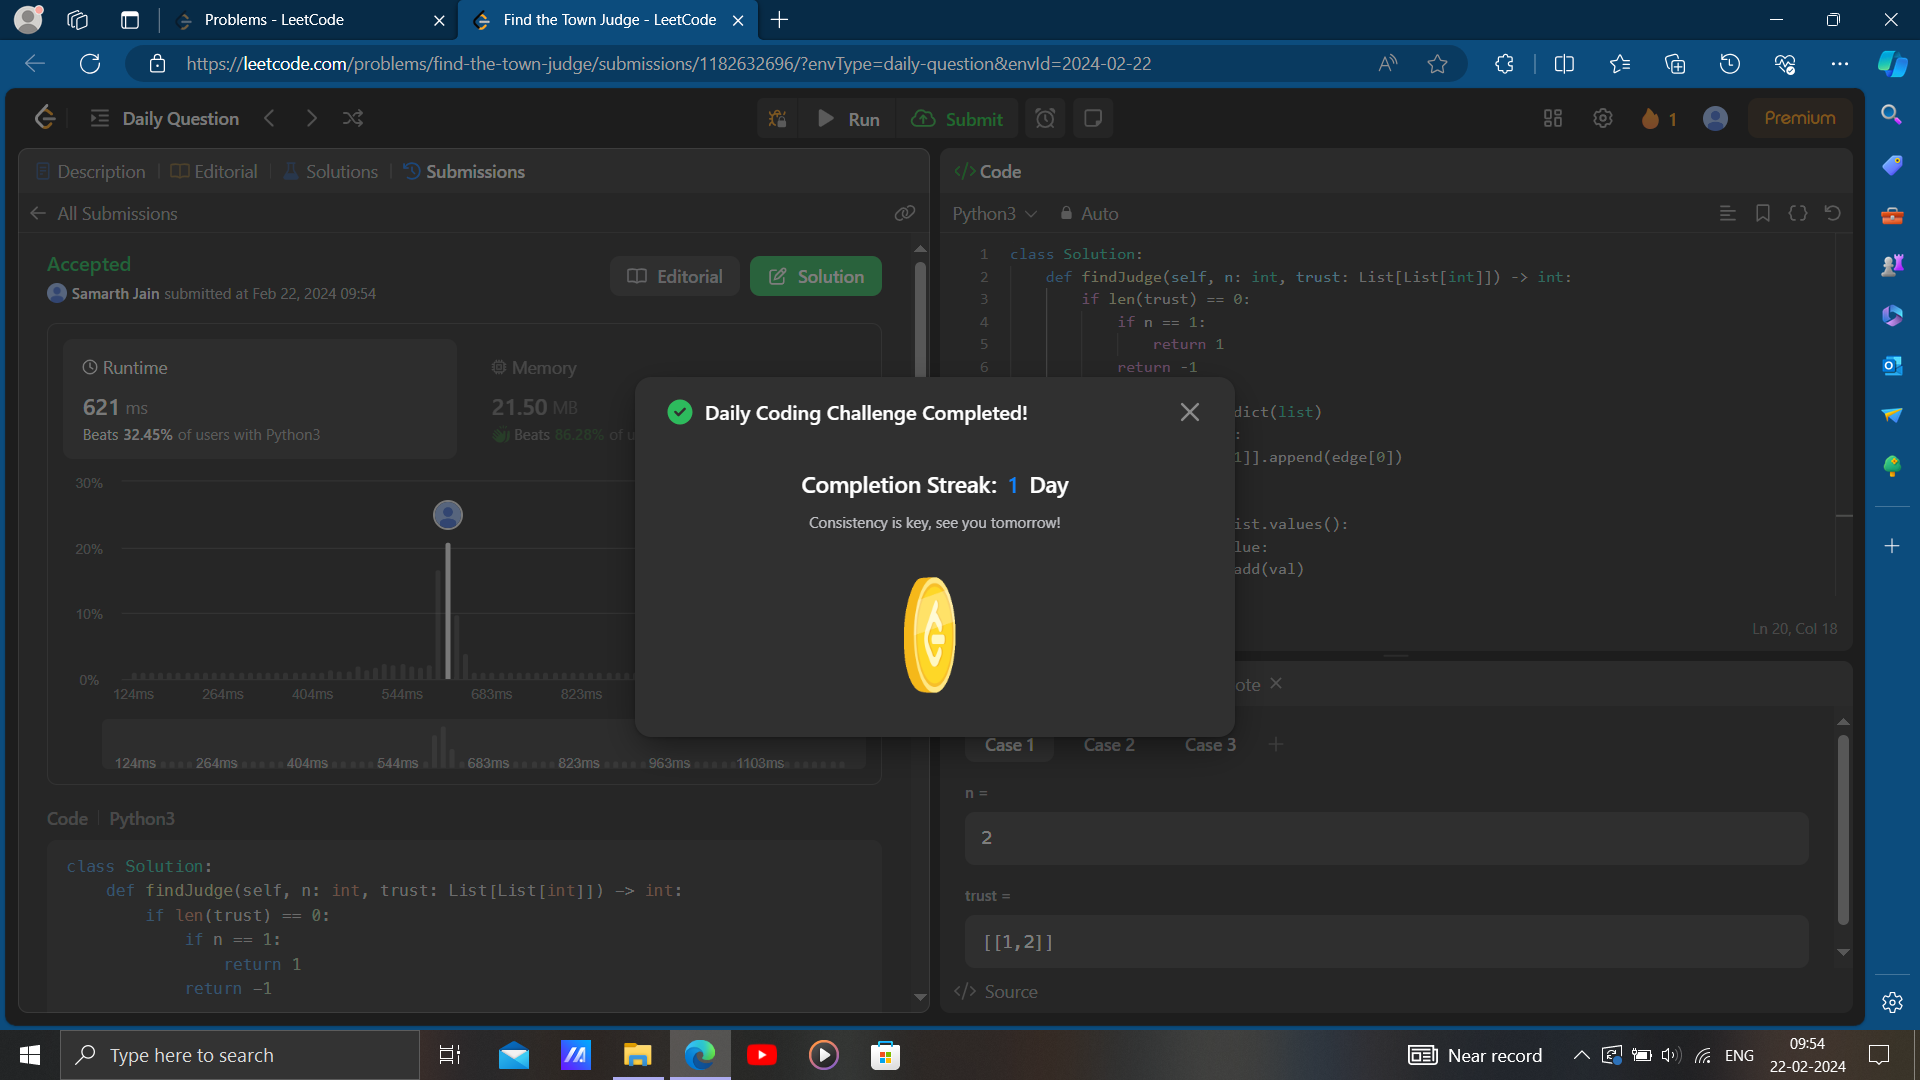 Problems - LeetCode
Find the Town Judge - LeetCode
https://leetcode.com/problems/find-the-town-judge/submissions/1182632696/?envType=daily-question&envId=2024-02-22
Daily Question
Run
Submit
1
Premium
Description
Editorial
Solutions
Submissions
</> Code
All Submissions
Python3
Auto
Accepted
Samarth Jain submitted at Feb 22, 2024 09:54
Editorial
Solution
Runtime
621 ms
Beats 32.45% of users with Python3
Memory
21.50 MB
Beats 86.28% of u
30%
20%
10%
0%
124ms 264ms 404ms 544ms 683ms 823ms
124ms 264ms 404ms 544ms 683ms 823ms 963ms 1103ms
Code | Python3
class Solution:
def findJudge(self, n: int, trust: List[List[int]]) -> int:
if len(trust) == 0:
if n == 1:
return 1
return -1
1 class Solution:
2 def findJudge(self, n: int, trust: List[List[int]]) -> int:
3 if len(trust) == 0:
4 if n == 1:
5 return 1
6 return -1
dict(list)
:
1]].append(edge[0])
ist.values():
lue:
add(val)
Ln 20, Col 18
Daily Coding Challenge Completed!
Completion Streak: 1 Day
Consistency is key, see you tomorrow!
ote
Case 1
Case 2
Case 3
n =
2
trust =
[[1,2]]
</> Source
Type here to search
Near record
ENG
09:54
22-02-2024